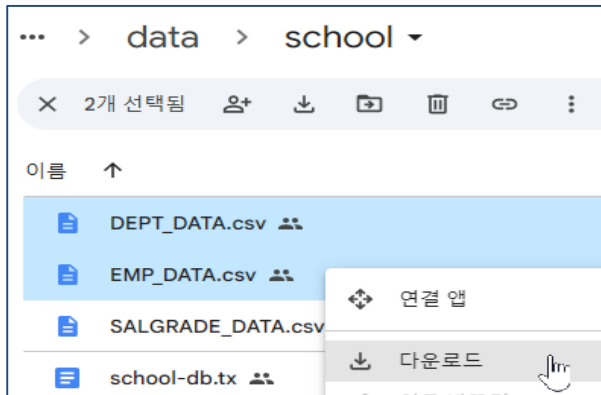 ... > data > school
2개 선택됨
이름
DEPT_DATA.csv
EMP_DATA.csv
연결 앱
SALGRADE_DATA.csv
다운로드
school-db.tx